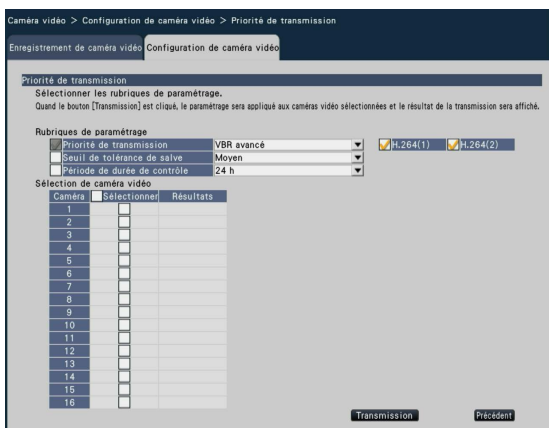 Caméra vidéo > Configuration de caméra vidéo > Priorité de transmission
Enregistrement de caméra vidéo Configuration de caméra vidéo
Priorité de transmission
Sélectionner les rubriques de paramétrage.
Quand le bouton [Transmission] est cliqué, le paramétrage sera appliqué aux caméras vidéo sélectionnées et le résultat de la transmission sera affiché.
Rubriques de paramétrage
Priorité de transmission VBR avancé H.264(1) H.264(2)
Seuil de tolérance de salve Moyen
Période de durée de contrôle 24 h
Sélection de caméra vidéo
Caméra Sélectionner Résultats
1
2
3
4
5
6
7
8
9
10
11
12
13
14
15
16
Transmission Précédent